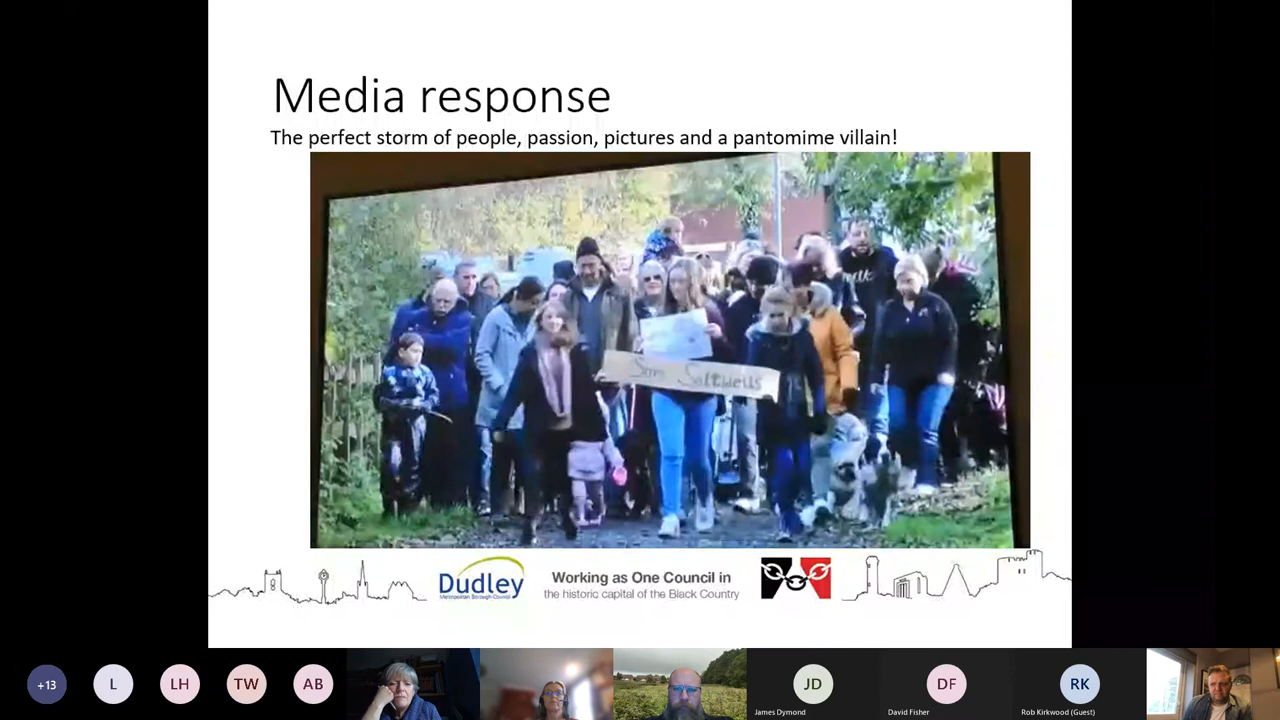 Media response
The perfect storm of people, passion, pictures and a pantomime villain!
Save Saltwells
Dudley
Metropolitan Borough Council
Working as One Council in
the historic capital of the Black Country
+13
L
LH
TW
AB
JD
James Dymond
DF
David Fisher
RK
Rob Kirkwood (Guest)